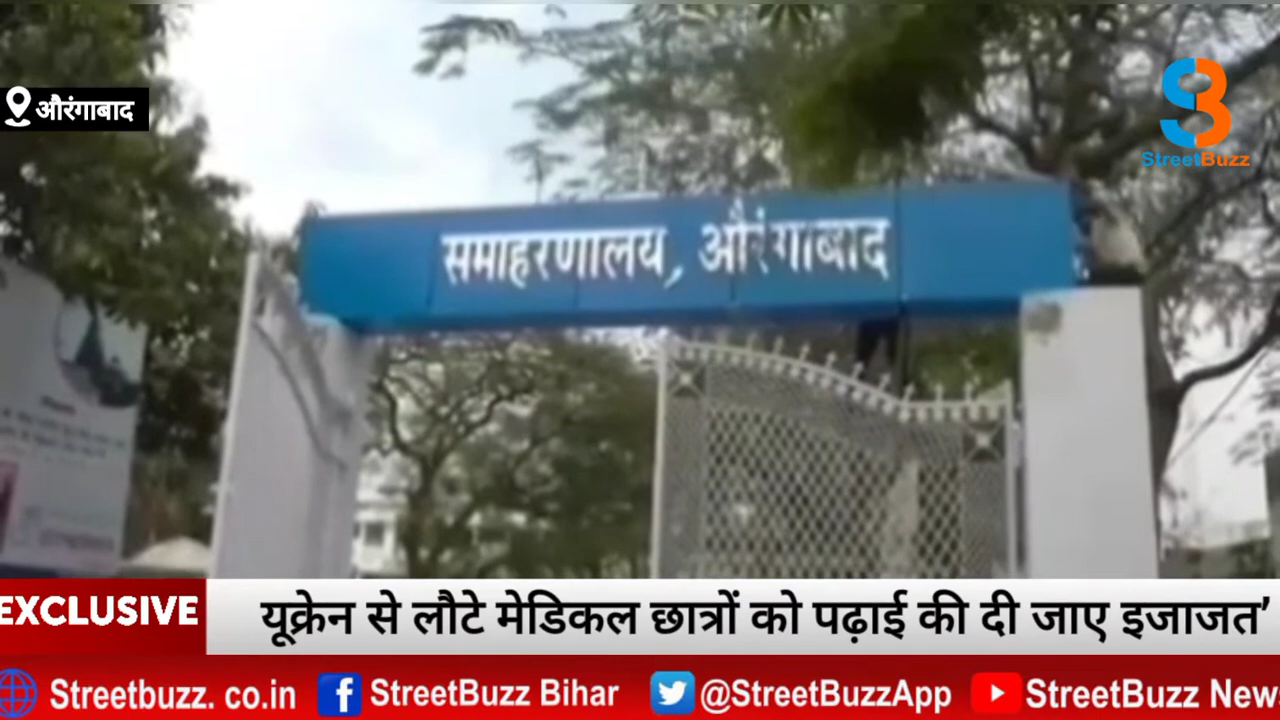 औरंगाबाद
StreetBuzz
समाहरणालय, औरंगाबाद
EXCLUSIVE
यूक्रेन से लौटे मेडिकल छात्रों को पढ़ाई की दी जाए इजाजत'
Streetbuzz. co.in StreetBuzz Bihar @StreetBuzzApp StreetBuzz New